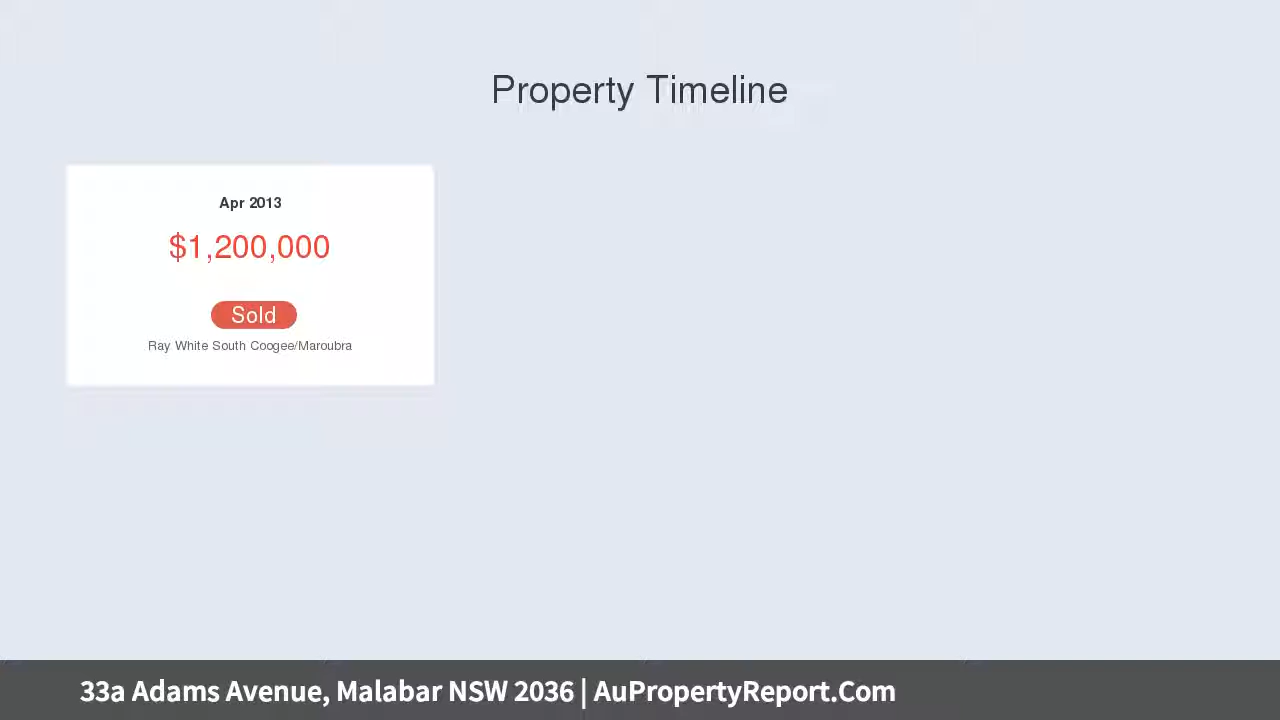 Property Timeline
Apr 2013
$1,200,000
Sold
Ray White South Coogee/Maroubra
33a Adams Avenue, Malabar NSW 2036 | AuPropertyReport.Com